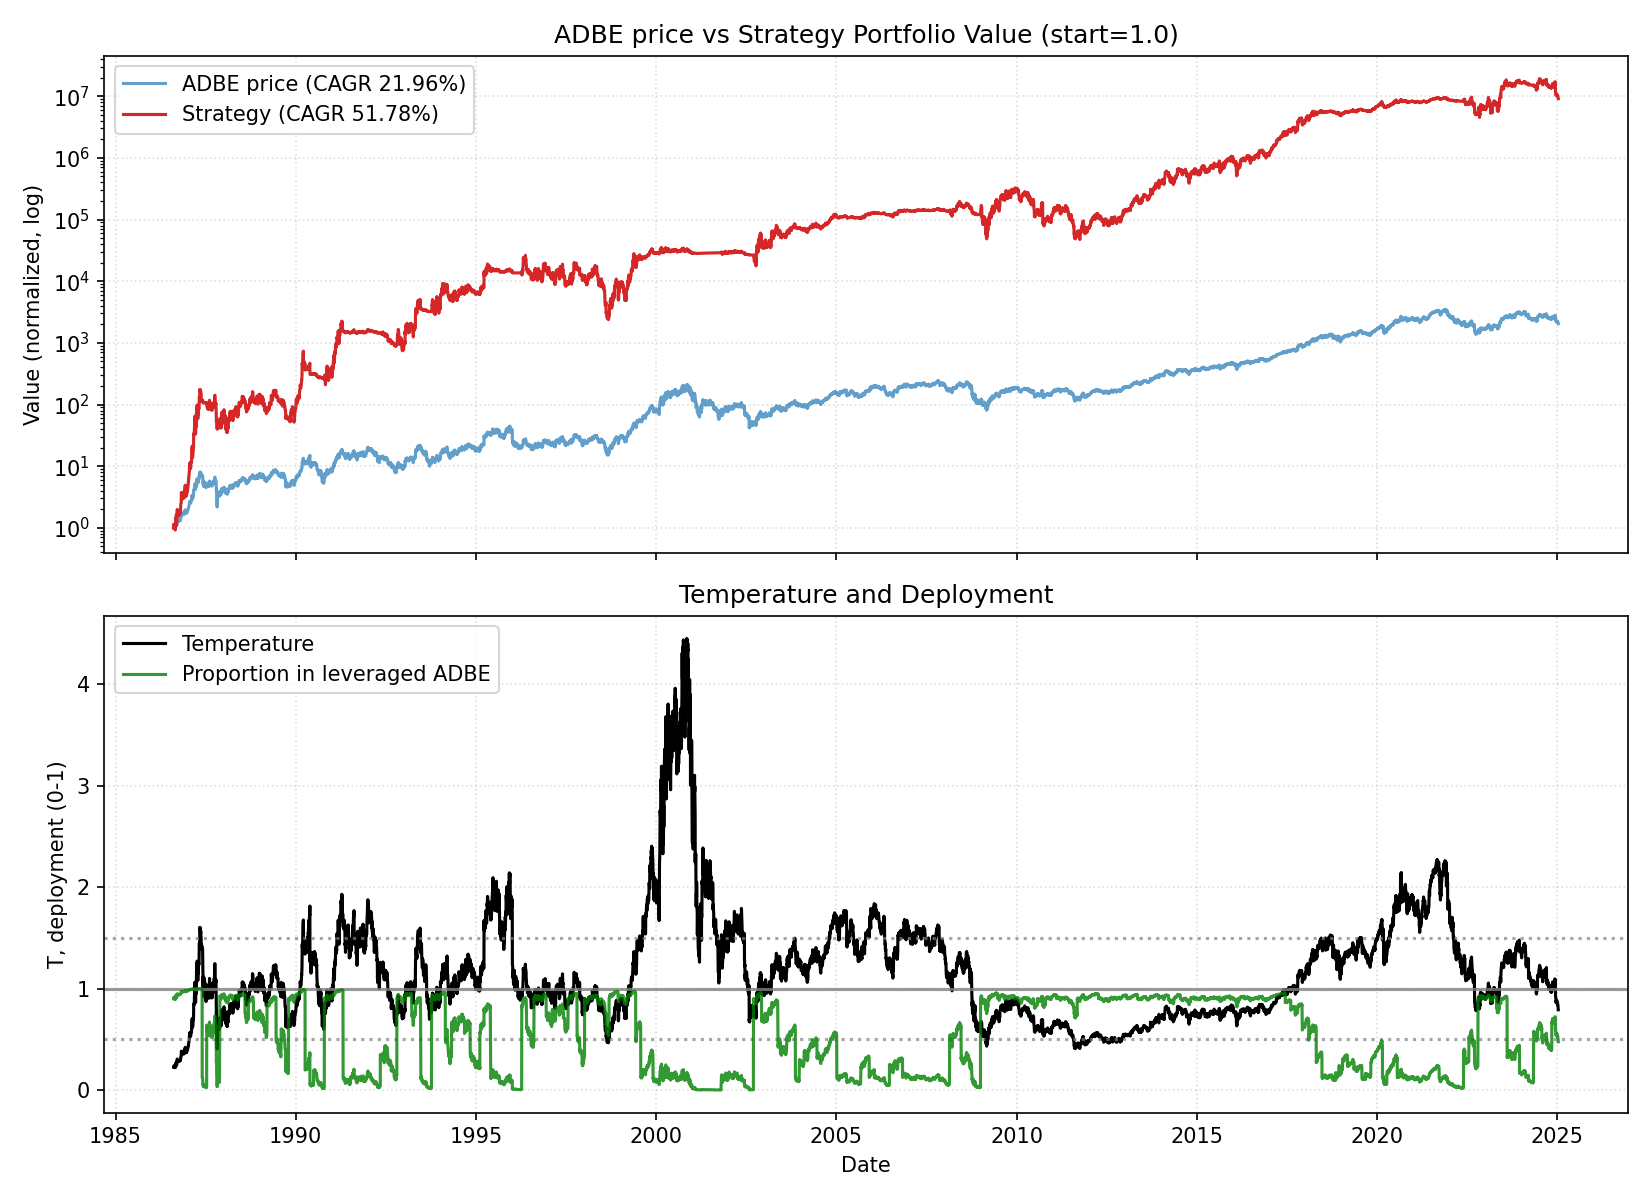 ADBE price vs Strategy Portfolio Value (start=1.0)
ADBE price (CAGR 21.96%)
Strategy (CAGR 51.78%)
Value (normalized, log)
10^7
10^6
10^5
10^4
10^3
10^2
10^1
10^0
Temperature and Deployment
Temperature
Proportion in leveraged ADBE
T, deployment (0-1)
4
3
2
1
0
1985 1990 1995 2000 2005 2010 2015 2020 2025
Date